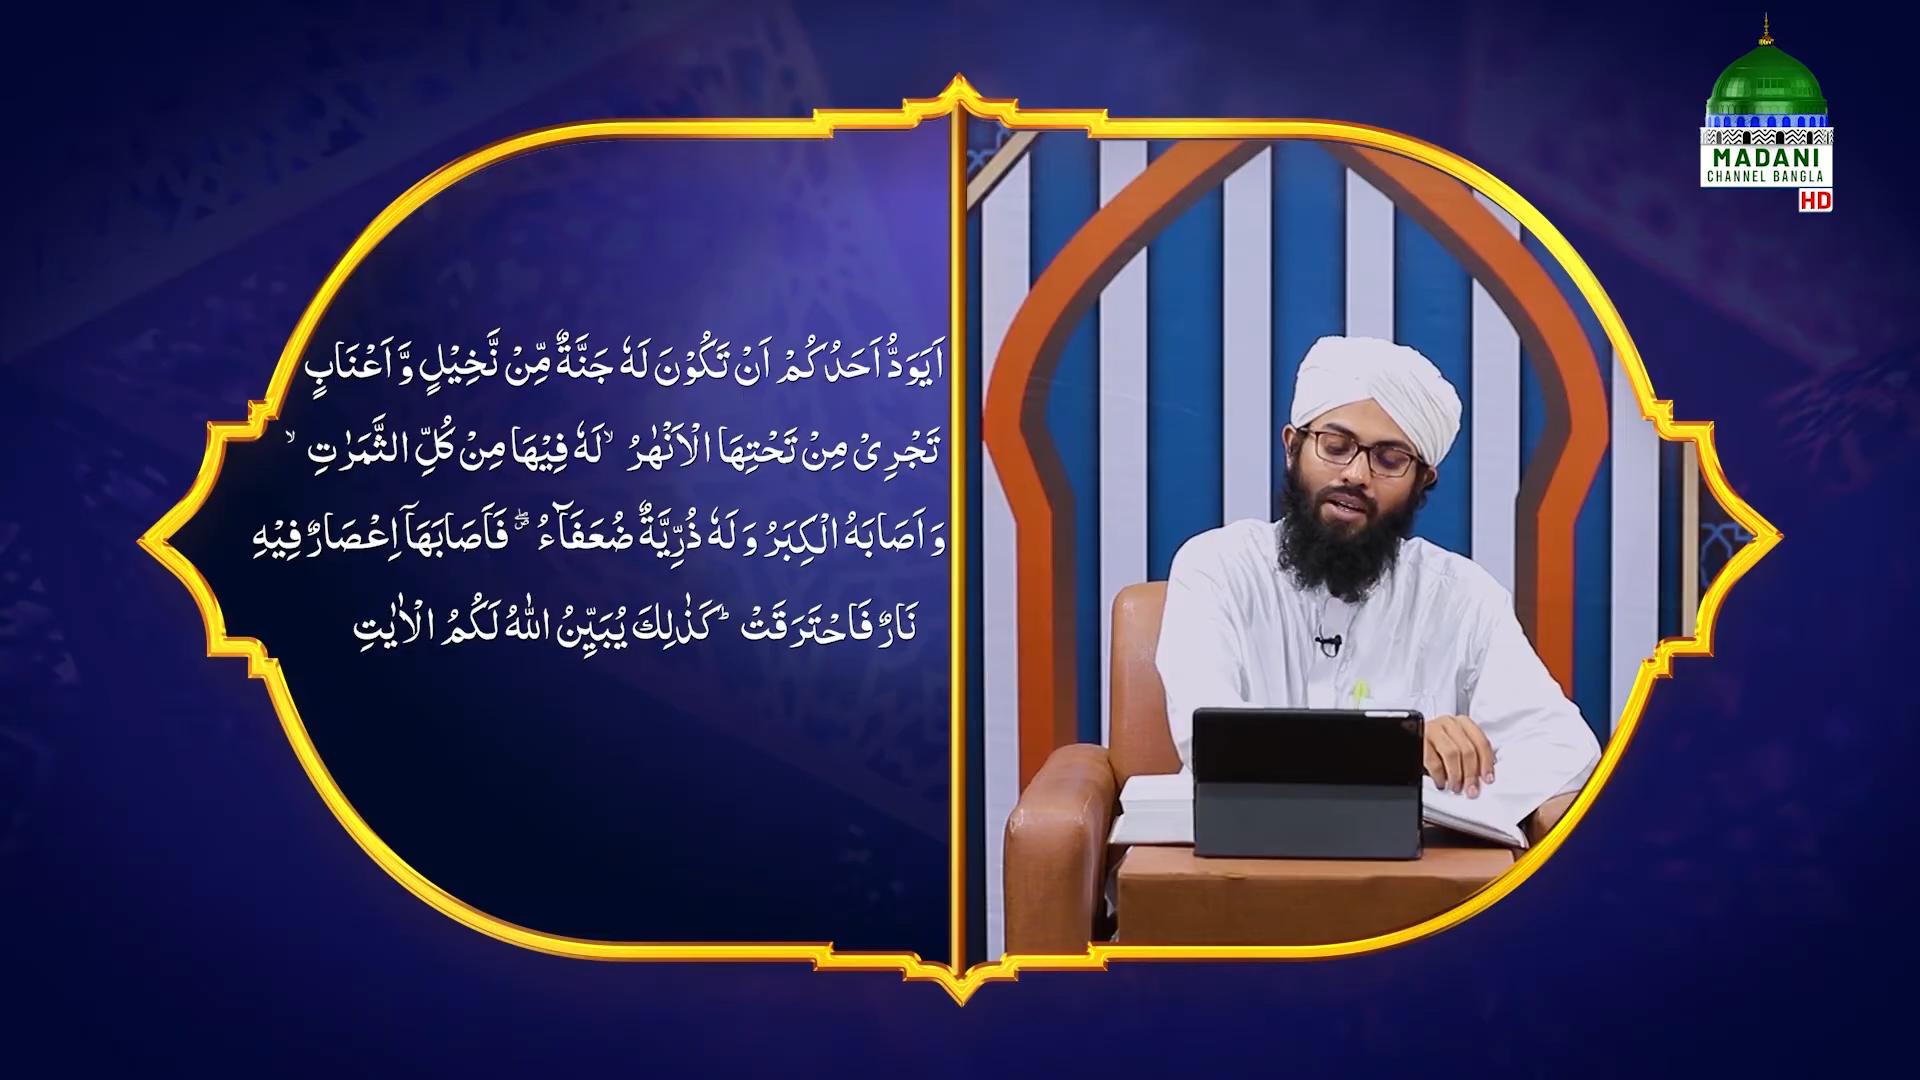 اَیَوَدُّ اَحَدُكُمْ اَنْ تَكُوْنَ لَهٗ جَنَّةٌ مِّنْ نَّخِیْلٍ وَّ اَعْنَابٍ
تَجْرِیْ مِنْ تَحْتِهَا الْاَنْهٰرُ ۙ لَهٗ فِیْهَا مِنْ كُلِّ الثَّمَرٰتِ ۙ
وَ اَصَابَهُ الْكِبَرُ وَ لَهٗ ذُرِّیَّةٌ ضُعَفَآءُ ۖ فَاَصَابَهَاۤ اِعْصَارٌ فِیْهِ
نَارٌ فَاحْتَرَقَتْ ؕ كَذٰلِكَ یُبَیِّنُ اللّٰهُ لَكُمُ الْاٰیٰتِ
MADANI
CHANNEL BANGLA
HD